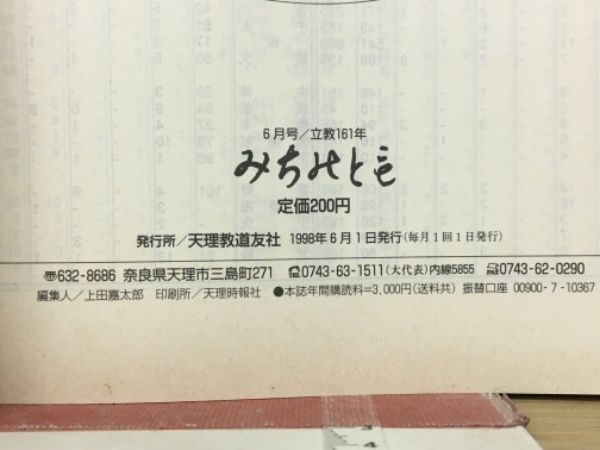 6月号／立教161年
みちのとも
定価200円
発行所／天理教道友社 1998年6月1日発行(毎月1回1日発行)
〠632-8686 奈良県天理市三島町271 ☎0743-63-1511(大代表)内線5855 0743-62-0290
編集人／上田嘉太郎 印刷所／天理時報社 ●本誌年間購読料=3,000円(送料共) 振替口座 00900-7-10367